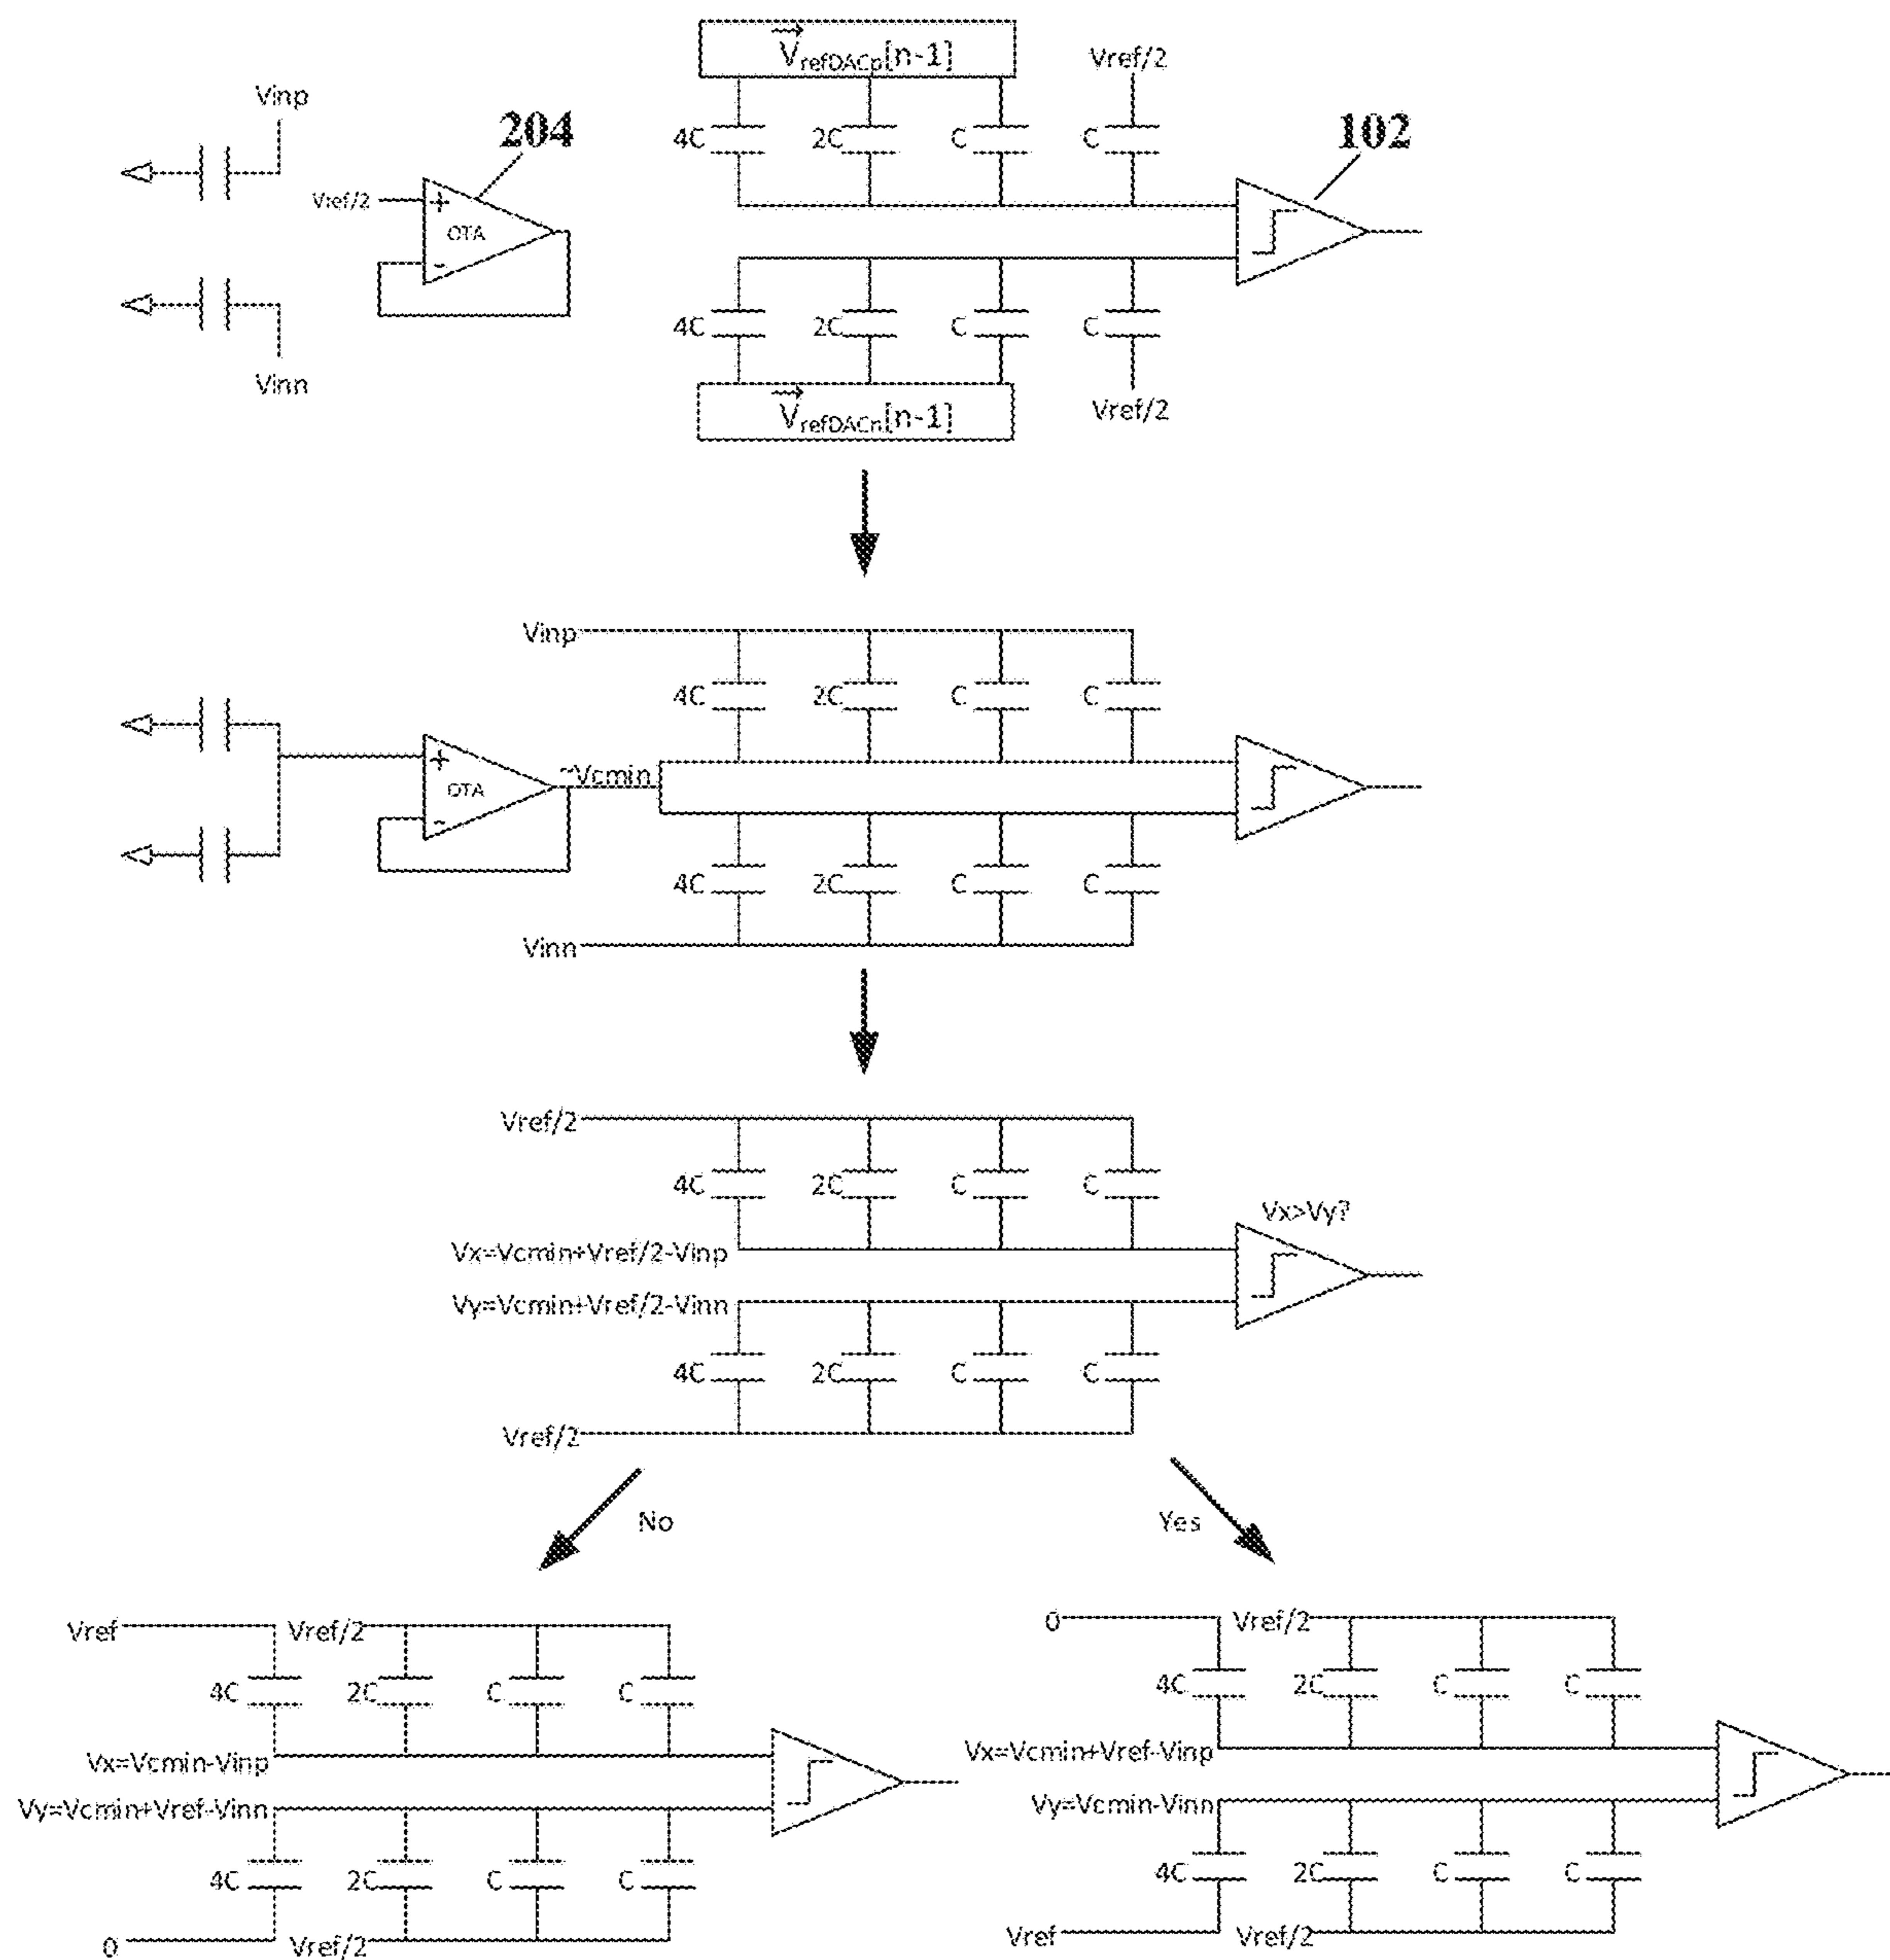 V_refDACp[n-1]
Vref/2
Vinp
204
102
4C 2C C C
Vref/2
+
OTA
-
4C 2C C C
Vinn
V_refDACn[n-1]
Vref/2
Vinp
4C 2C C C
+
OTA
-
~Vcmin
4C 2C C C
Vinn
Vref/2
4C 2C C C
Vx>Vy?
Vx=Vcmin+Vref/2-Vinp
Vy=Vcmin+Vref/2-Vinn
4C 2C C C
Vref/2
No
Yes
Vref Vref/2
4C 2C C C
Vx=Vcmin-Vinp
Vy=Vcmin+Vref-Vinn
4C 2C C C
0 Vref/2
0 Vref/2
4C 2C C C
Vx=Vcmin+Vref-Vinp
Vy=Vcmin-Vinn
4C 2C C C
Vref Vref/2